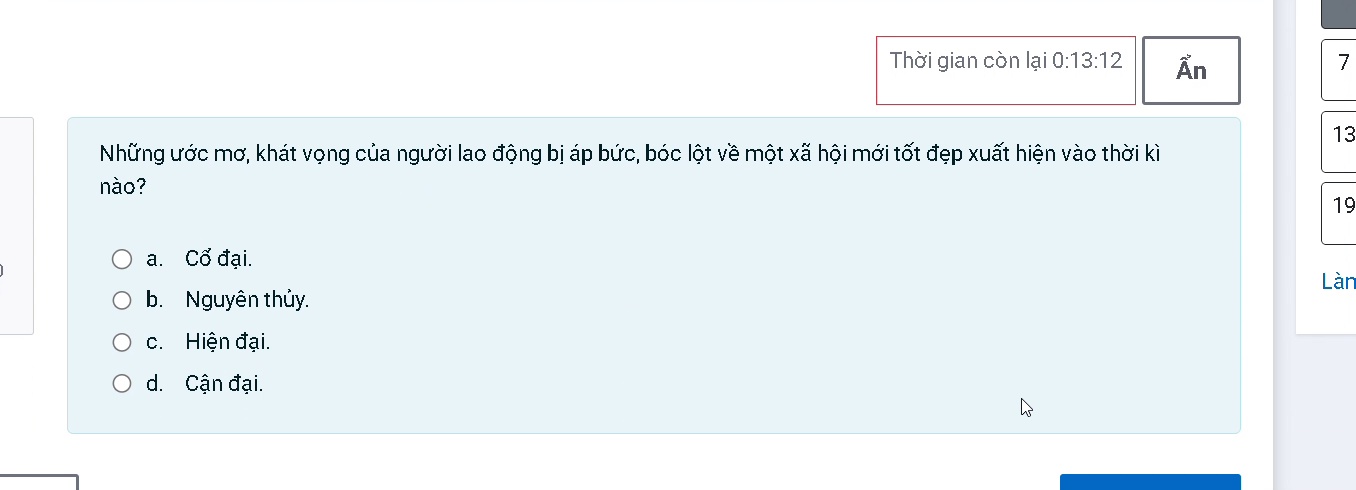 Thời gian còn lại 0:13:12
Ẩn
7
13
19
Những ước mơ, khát vọng của người lao động bị áp bức, bóc lột về một xã hội mới tốt đẹp xuất hiện vào thời kì
nào?
a. Cổ đại.
b. Nguyên thủy.
c. Hiện đại.
d. Cận đại.